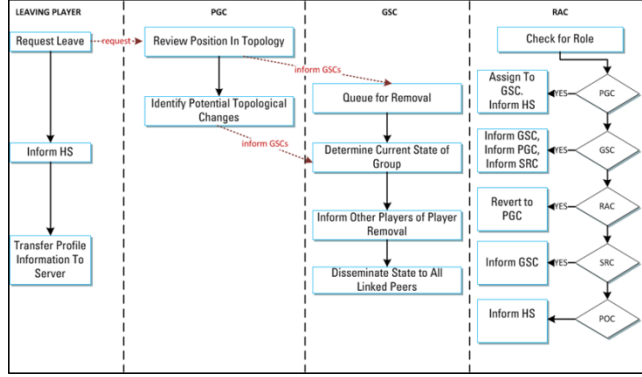 LEAVING PLAYER
PGC
GSC
RAC
Request Leave
request
Review Position In Topology
Check for Role
inform GSCs
Assign To
GSC.
Inform HS
YES
PGC
Queue for Removal
Identify Potential Topological
Changes
inform GSCs
Inform GSC,
Inform PGC,
Inform SRC
YES
GSC
Inform HS
Determine Current State of
Group
Revert to
PGC
YES
RAC
Inform Other Players of Player
Removal
Transfer Profile
Information To
Server
Inform GSC
YES
SRC
Disseminate State to All
Linked Peers
Inform HS
POC